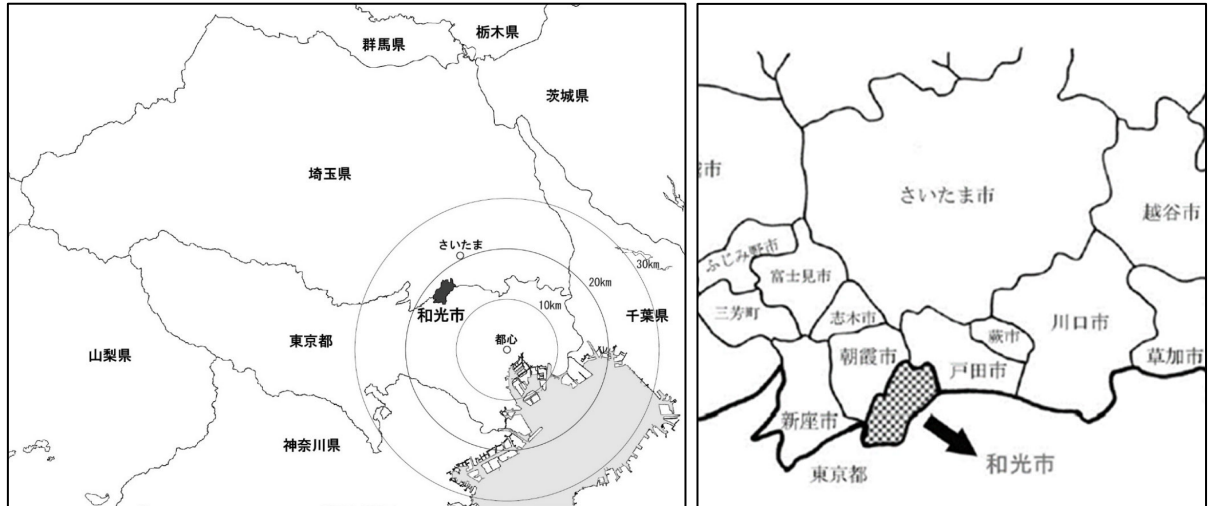 群馬県
栃木県
茨城県
埼玉県
さいたま
30km
20km
10km
和光市
千葉県
東京都
都心
山梨県
神奈川県
市
さいたま市
越谷市
ふじみ野市
富士見市
三芳町
志木市
川口市
蕨市
朝霞市
戸田市
草加市
新座市
東京都
和光市